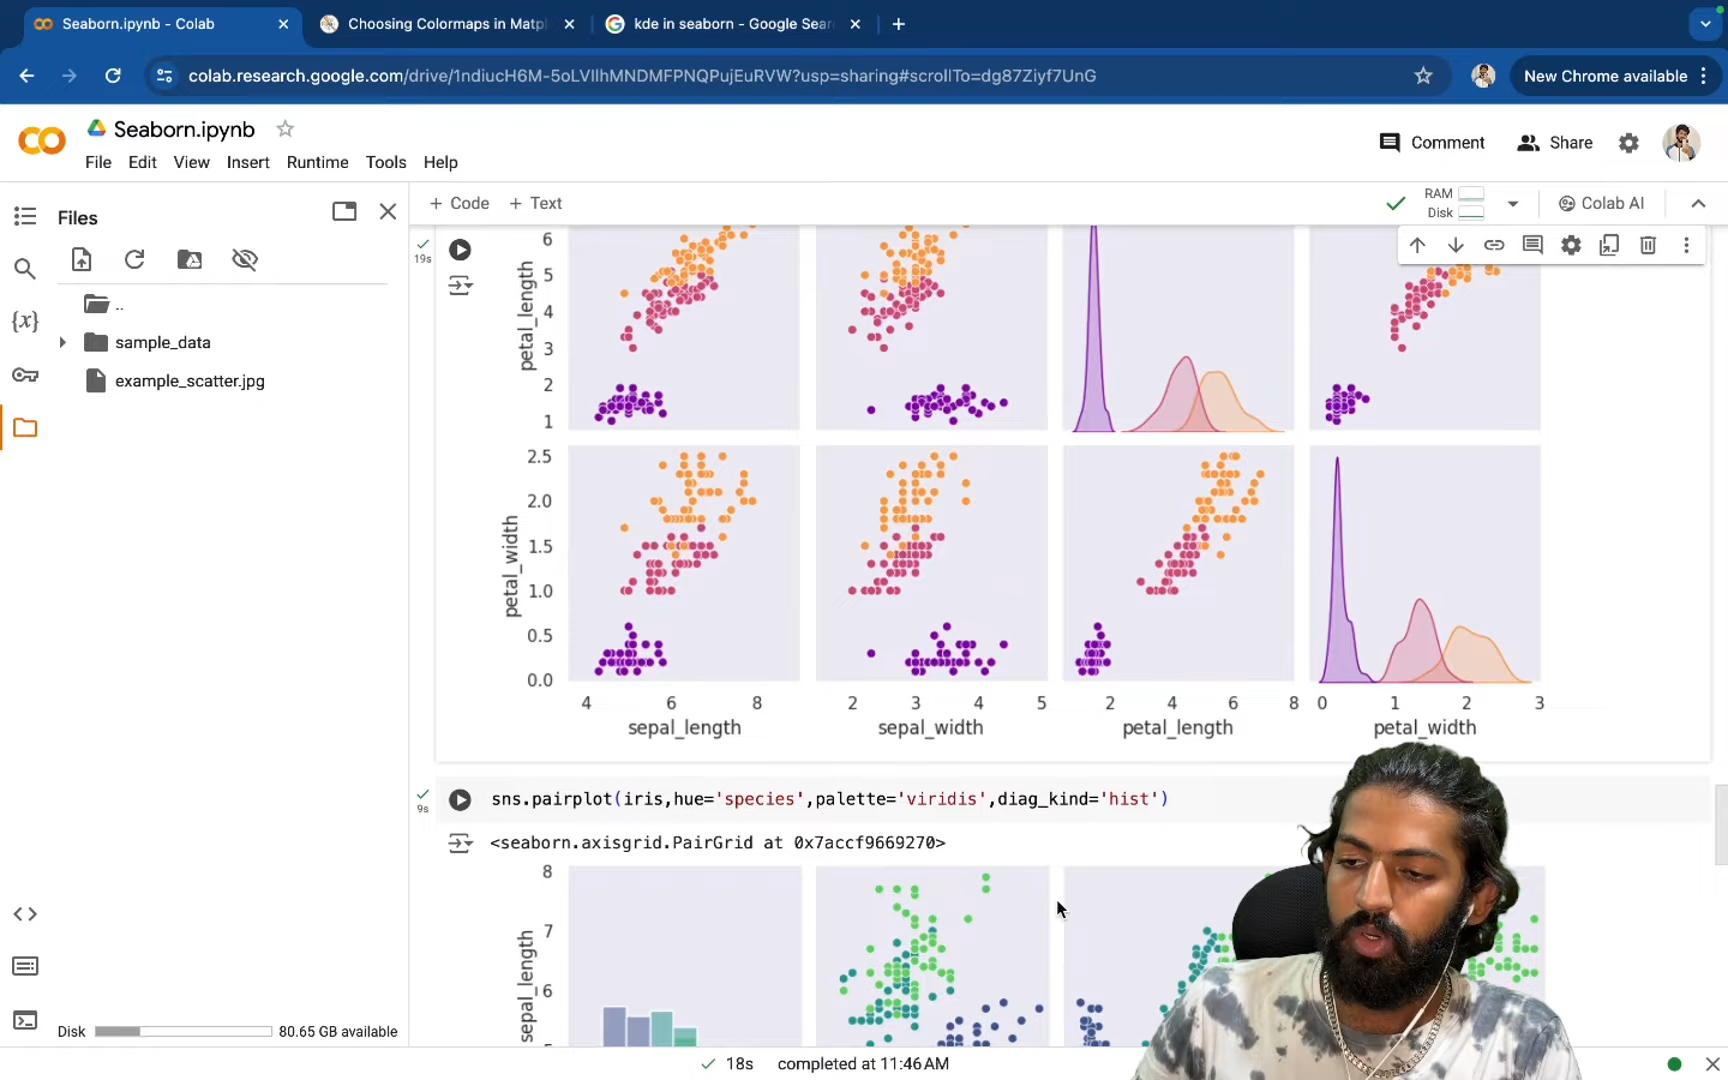 Seaborn.ipynb - Colab
Choosing Colormaps in Matpl
kde in seaborn - Google Sear
colab.research.google.com/drive/1ndiucH6M-5oLVIlhMNDMFPNQPujEuRVW?usp=sharing#scrollTo=dg87Ziyf7UnG
New Chrome available
CO
Seaborn.ipynb
File Edit View Insert Runtime Tools Help
Comment
Share
Files
+ Code + Text
RAM
Disk
Colab AI
..
sample_data
example_scatter.jpg
{x}
Disk
80.65 GB available
19s
petal_length
6
5
4
3
2
1
petal_width
2.5
2.0
1.5
1.0
0.5
0.0
4 6 8 2 3 4 5 2 4 6 8 0 1 2 3
sepal_length sepal_width petal_length petal_width
9s
sns.pairplot(iris,hue='species',palette='viridis',diag_kind='hist')
<seaborn.axisgrid.PairGrid at 0x7accf9669270>
sepal_length
8
7
6
18s completed at 11:46 AM